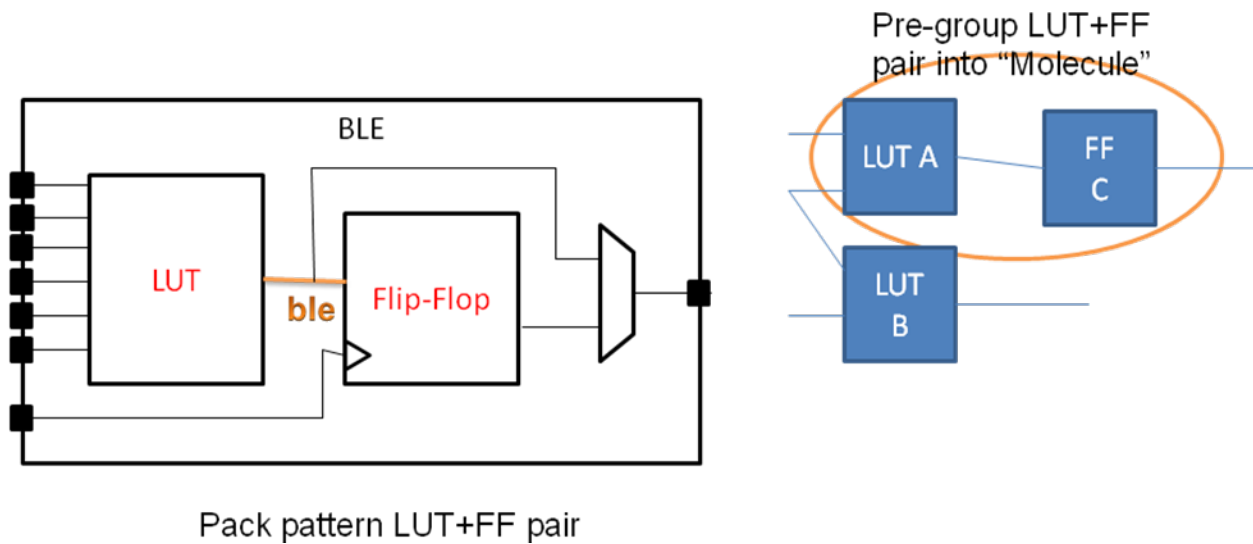 Pre-group LUT+FF
pair into “Molecule”
BLE
LUT
ble
Flip-Flop
LUT A
FF
C
LUT
B
Pack pattern LUT+FF pair